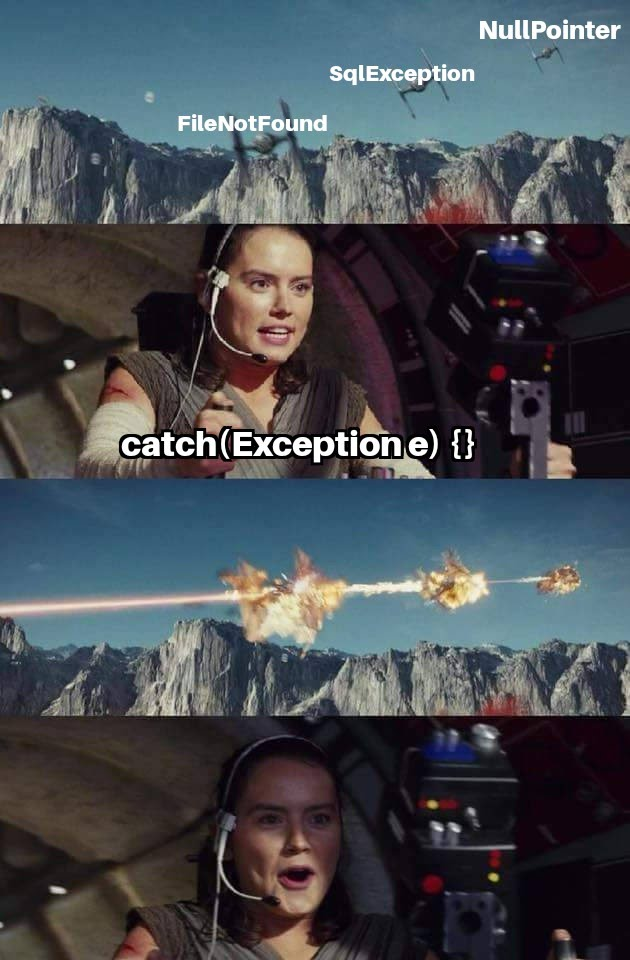 NullPointer
SqlException
FileNotFound
catch(Exception e) {}